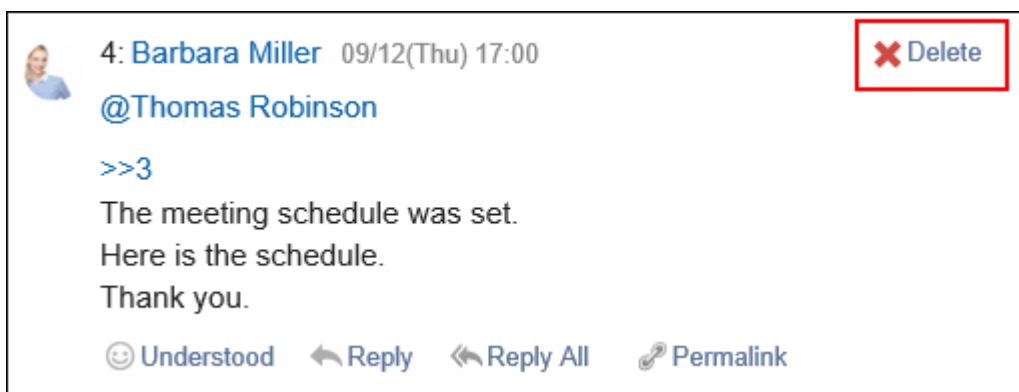 4: Barbara Miller 09/12(Thu) 17:00 Delete
@Thomas Robinson
>>3
The meeting schedule was set.
Here is the schedule.
Thank you.
Understood Reply Reply All Permalink